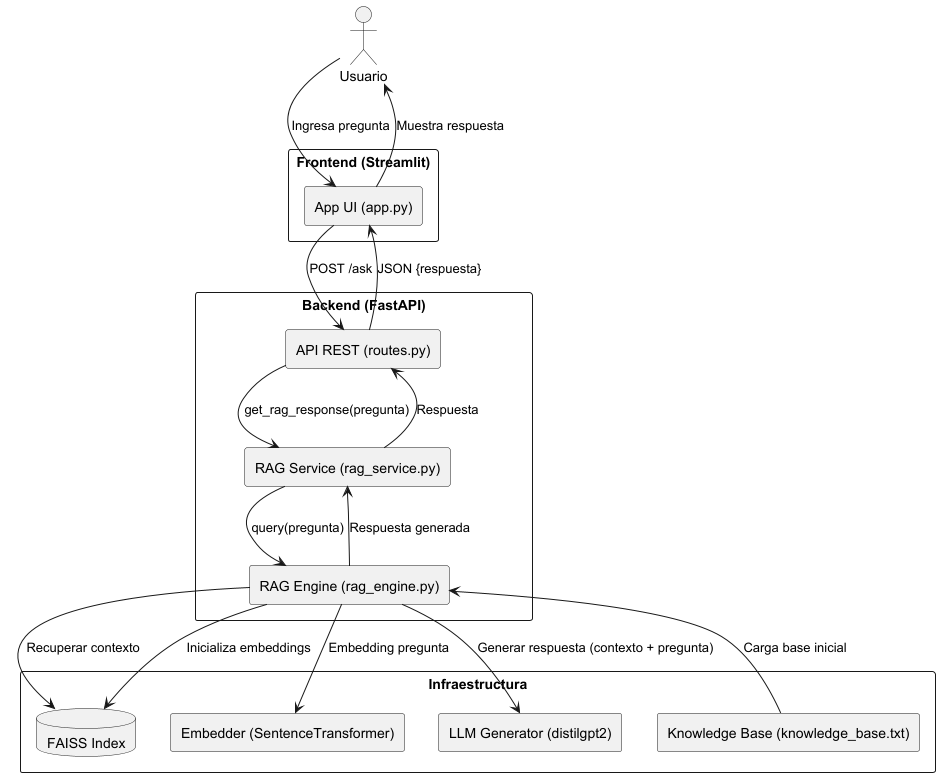 Usuario
Ingresa pregunta
Muestra respuesta
Frontend (Streamlit)
App UI (app.py)
POST /ask
JSON {respuesta}
Backend (FastAPI)
API REST (routes.py)
get_rag_response(pregunta)
Respuesta
RAG Service (rag_service.py)
query(pregunta)
Respuesta generada
RAG Engine (rag_engine.py)
Recuperar contexto
Inicializa embeddings
Embedding pregunta
Generar respuesta (contexto + pregunta)
Carga base inicial
Infraestructura
FAISS Index
Embedder (SentenceTransformer)
LLM Generator (distilgpt2)
Knowledge Base (knowledge_base.txt)